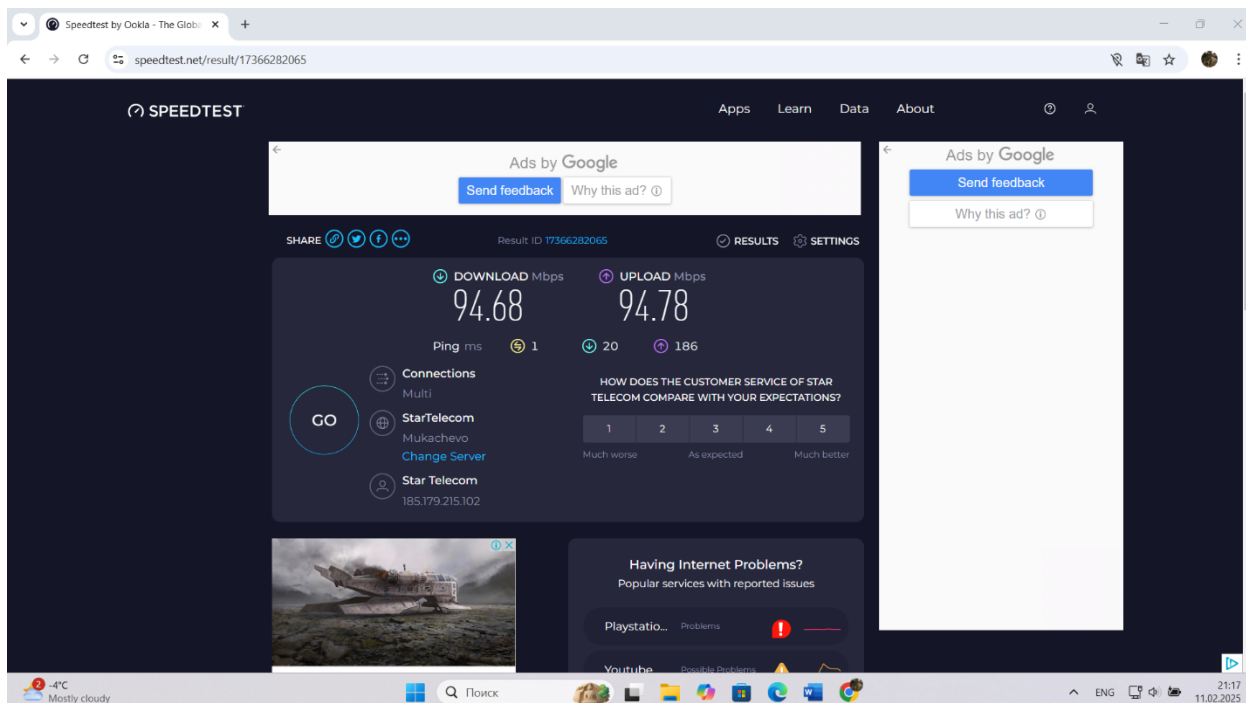 Speedtest by Ookla - The Glob
speedtest.net/result/17366282065
SPEEDTEST
Apps Learn Data About
Ads by Google
Send feedback Why this ad?
Ads by Google
Send feedback
Why this ad?
SHARE Result ID 17366282065 RESULTS SETTINGS
DOWNLOAD Mbps UPLOAD Mbps
94.68 94.78
Ping ms 1 20 186
Connections
Multi
StarTelecom
Mukachevo
Change Server
Star Telecom
185.179.215.102
GO
HOW DOES THE CUSTOMER SERVICE OF STAR
TELECOM COMPARE WITH YOUR EXPECTATIONS?
1 2 3 4 5
Much worse As expected Much better
Having Internet Problems?
Popular services with reported issues
Playstatio... Problems
Youtube Possible Problems
2 -4°C
Mostly cloudy
Поиск
ENG 21:17
11.02.2025